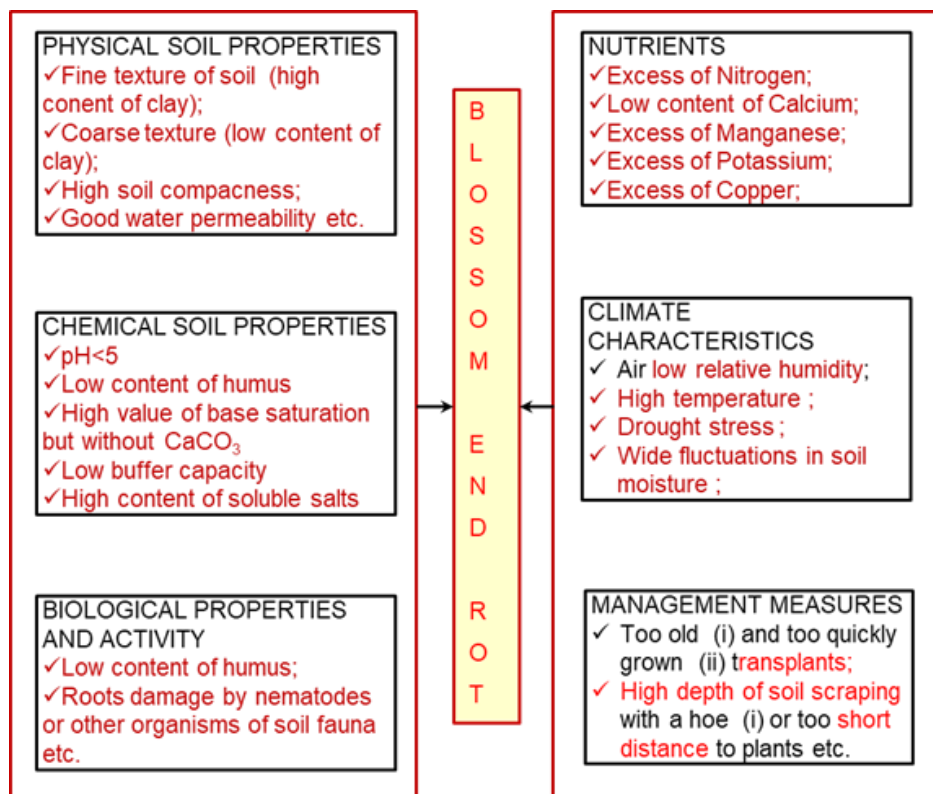 PHYSICAL SOIL PROPERTIES
✓Fine texture of soil (high
conent of clay);
✓Coarse texture (low content of
clay);
✓High soil compacness;
✓Good water permeability etc.
CHEMICAL SOIL PROPERTIES
✓pH<5
✓Low content of humus
✓High value of base saturation
but without CaCO₃
✓Low buffer capacity
✓High content of soluble salts
BIOLOGICAL PROPERTIES
AND ACTIVITY
✓Low content of humus;
✓Roots damage by nematodes
or other organisms of soil fauna
etc.
BLOSSOM END ROT
NUTRIENTS
✓Excess of Nitrogen;
✓Low content of Calcium;
✓Excess of Manganese;
✓Excess of Potassium;
✓Excess of Copper;
CLIMATE
CHARACTERISTICS
✓ Air low relative humidity;
✓ High temperature ;
✓ Drought stress ;
✓ Wide fluctuations in soil
moisture ;
MANAGEMENT MEASURES
✓ Too old (i) and too quickly
grown (ii) transplants;
✓ High depth of soil scraping
with a hoe (i) or too short
distance to plants etc.